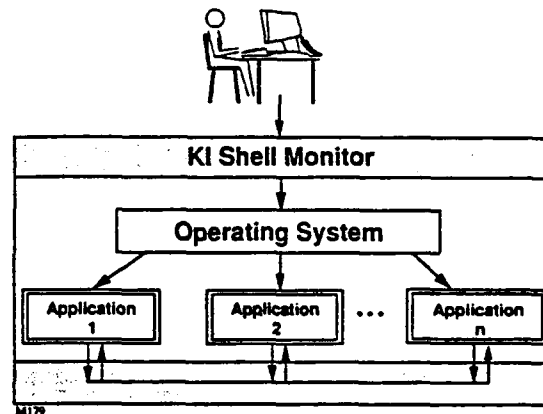 KI Shell Monitor
Operating System
Application
1
Application
2
...
Application
n
M179